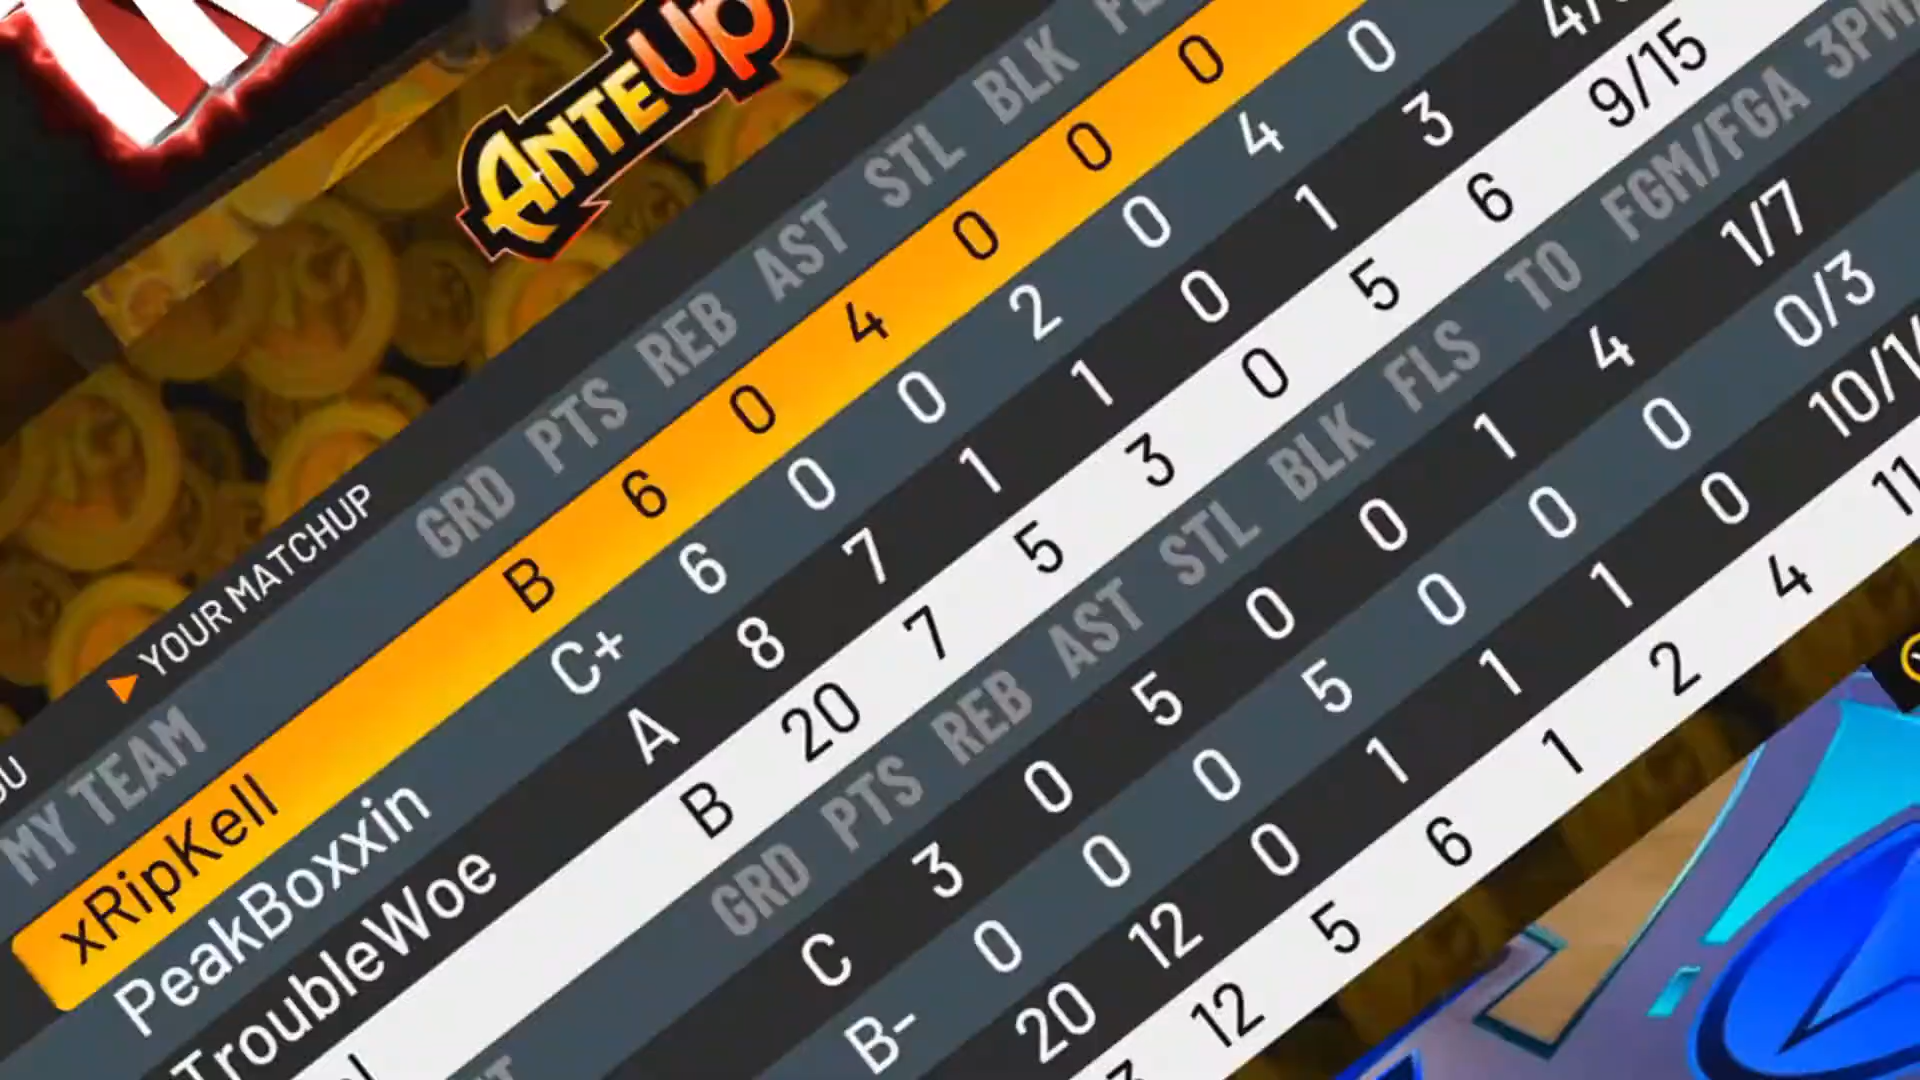 ANTEUP
YOUR MATCHUP
MY TEAM GRD PTS REB AST STL BLK
xRipKell B 6 0 4 0 0 0
PeakBoxxin C+ 6 0 0 2 0 4 0
TroubleWoe A 8 7 1 1 0 1 3
B 20 7 5 3 0 5 6 9/15
GRD PTS REB AST STL BLK FLS TO FGM/FGA 3PM
C 3 0 5 0 0 1 4 1/7
B- 0 0 0 5 0 0 0 0/3
20 12 0 1 1 1 0
12 5 6 1 2 4